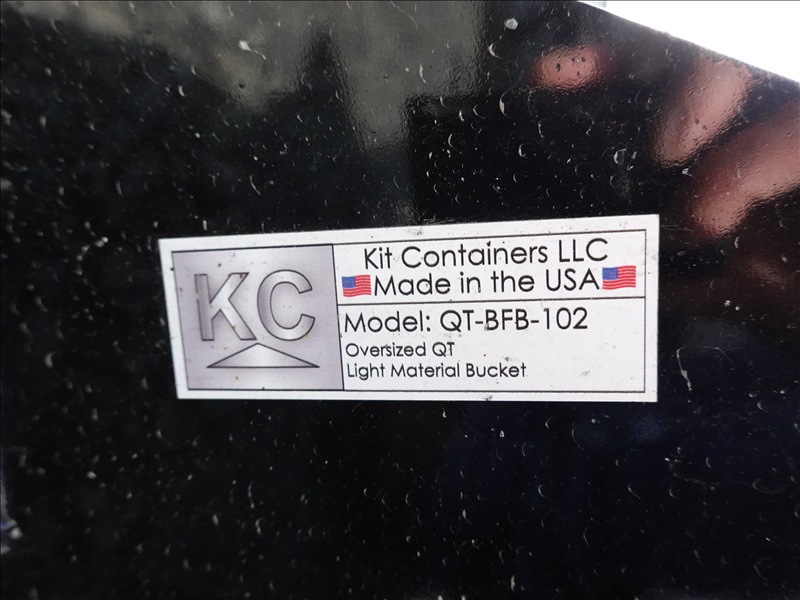 KC
Kit Containers LLC
Made in the USA
Model: QT-BFB-102
Oversized QT
Light Material Bucket